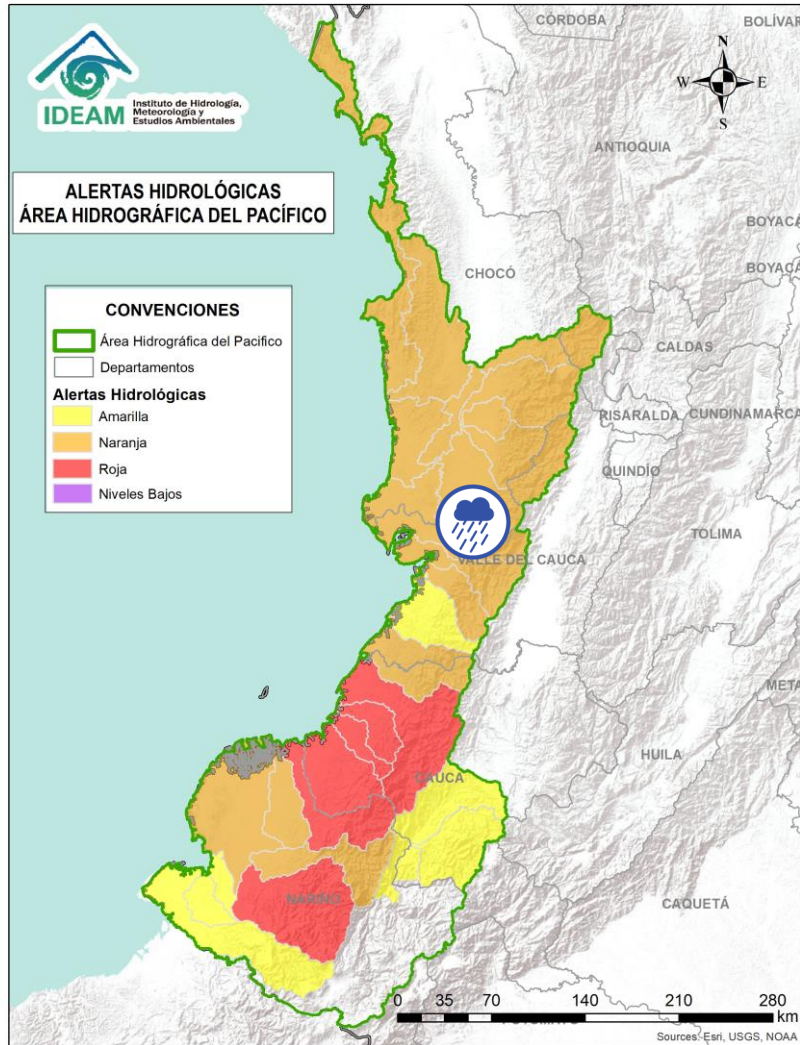 CÓRDOBA
BOLÍVAR
IDEAM
Instituto de Hidrología,
Meteorología y
Estudios Ambientales
N
W E
S
ANTIOQUIA
ALERTAS HIDROLÓGICAS
ÁREA HIDROGRÁFICA DEL PACÍFICO
BOYACÁ
BOYACÁ
CHOCÓ
CONVENCIONES
Área Hidrográfica del Pacifico
Departamentos
Alertas Hidrológicas
Amarilla
Naranja
Roja
Niveles Bajos
CALDAS
RISARALDA
CUNDINAMARCA
QUINDÍO
TOLIMA
VALLE DEL CAUCA
META
HUILA
CAUCA
NARIÑO
CAQUETÁ
0 35 70 140 210 280
km
Sources: Esri, USGS, NOAA